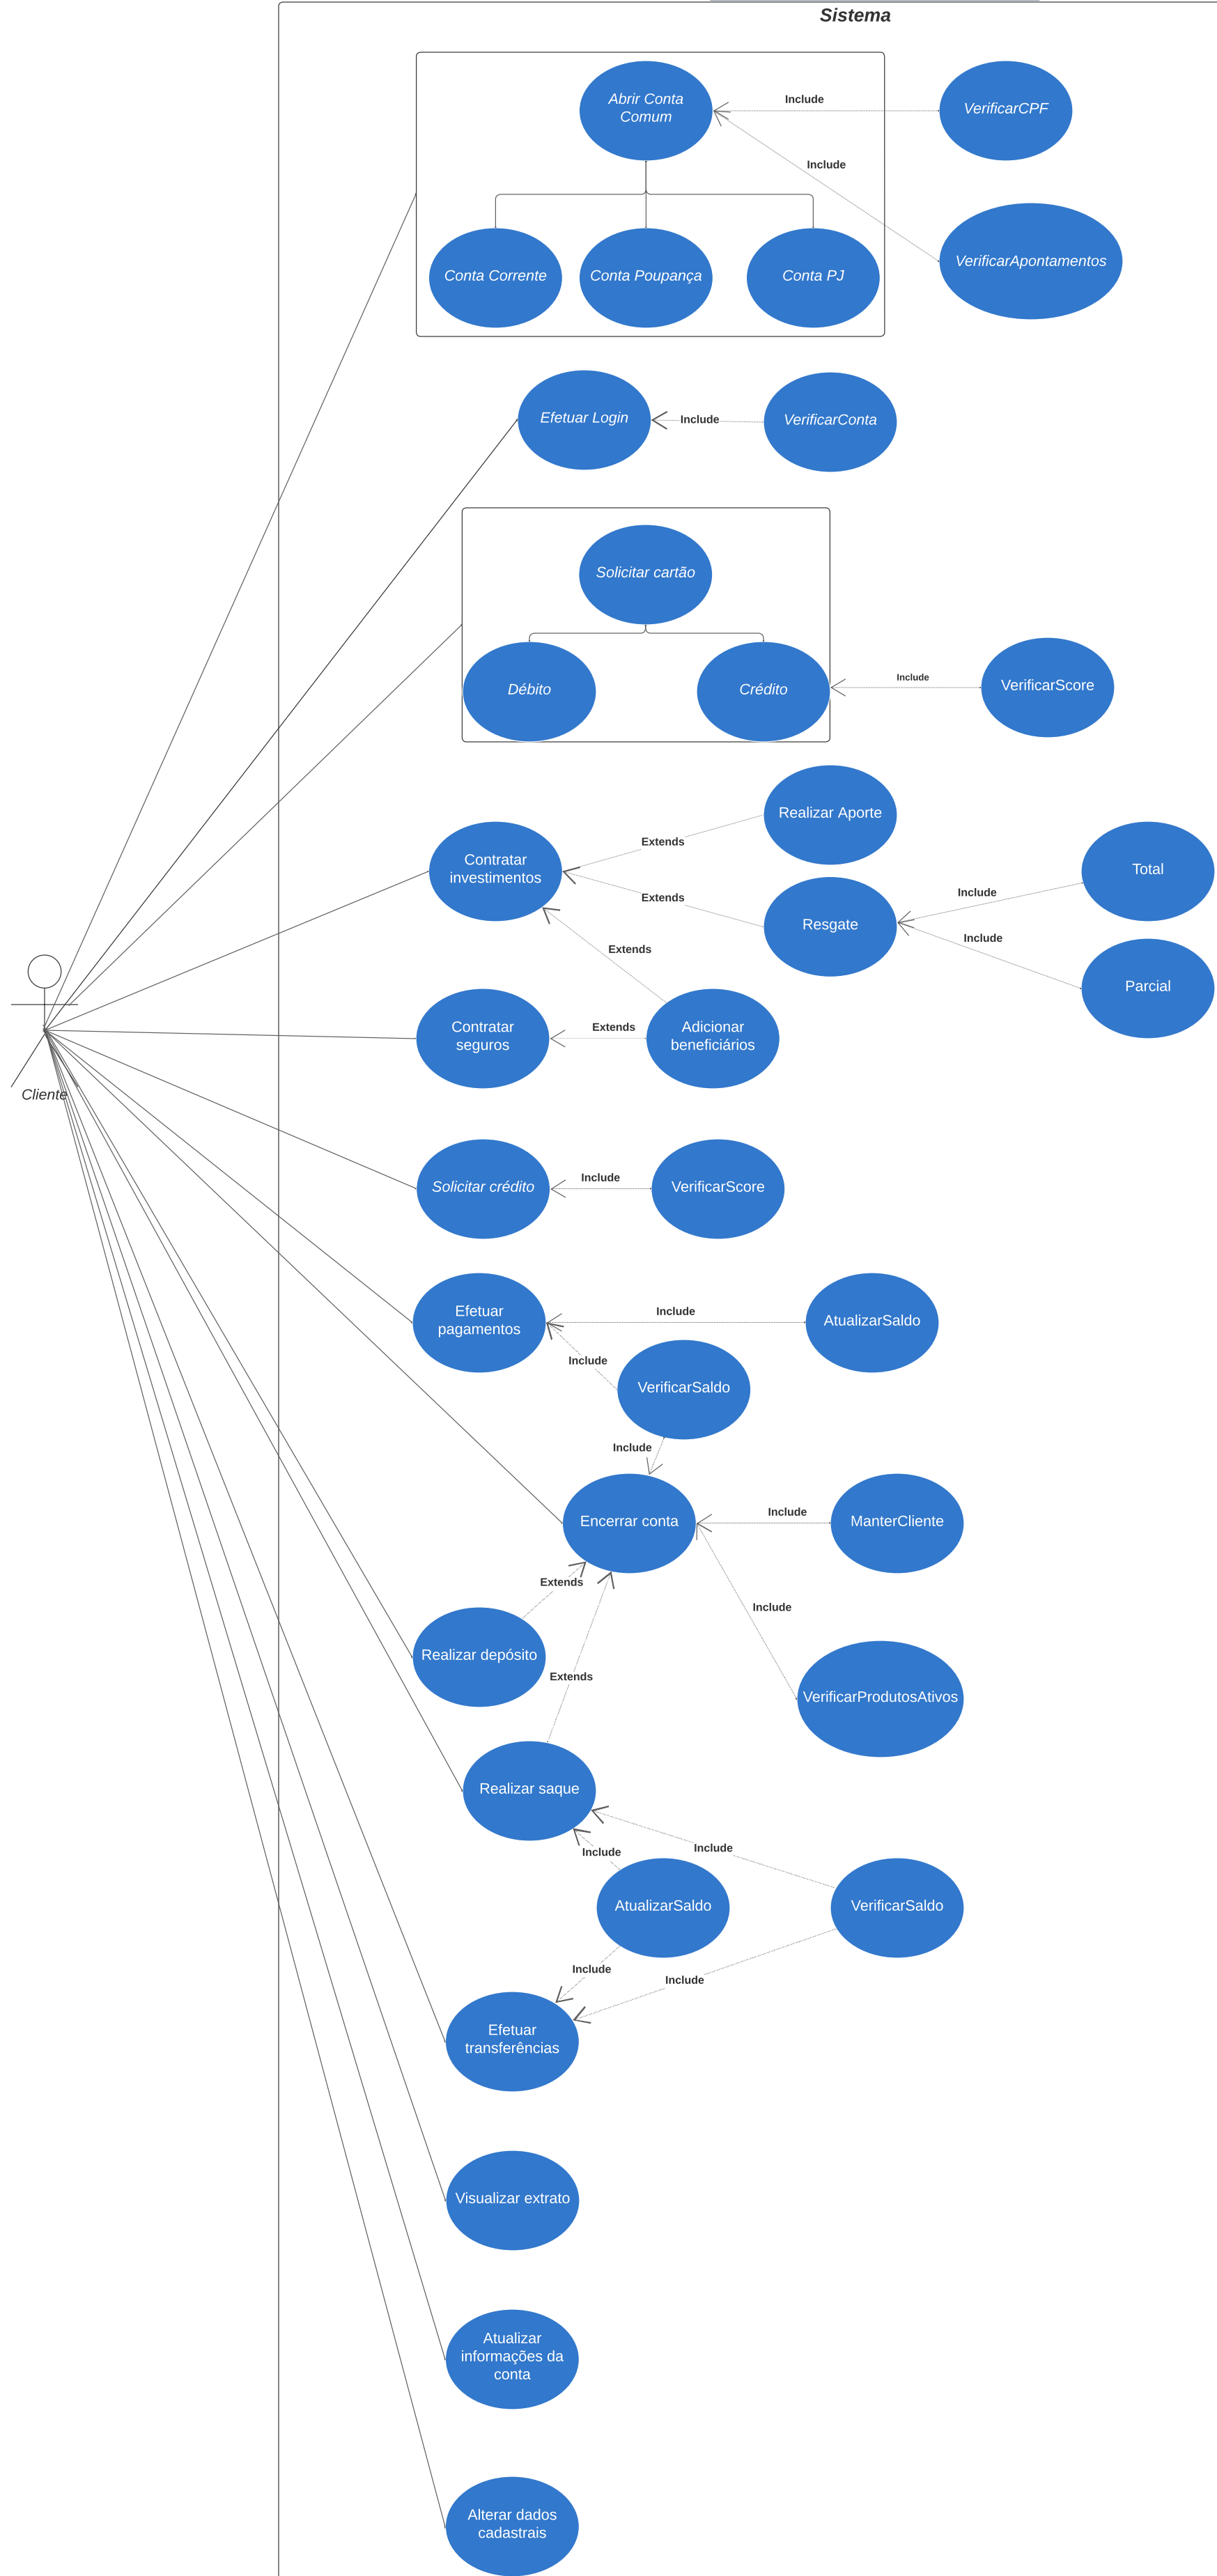 Sistema
Abrir Conta
Comum
Include
VerificarCPF
Include
VerificarApontamentos
Conta Corrente
Conta Poupança
Conta PJ
Efetuar Login
Include
VerificarConta
Solicitar cartão
Débito
Crédito
Include
VerificarScore
Contratar
investimentos
Extends
Realizar Aporte
Extends
Resgate
Include
Total
Include
Parcial
Extends
Contratar
seguros
Extends
Adicionar
beneficiários
Cliente
Solicitar crédito
Include
VerificarScore
Efetuar
pagamentos
Include
AtualizarSaldo
Include
VerificarSaldo
Include
Encerrar conta
Include
ManterCliente
Extends
Include
Realizar depósito
Extends
VerificarProdutosAtivos
Realizar saque
Include
Include
AtualizarSaldo
VerificarSaldo
Include
Include
Efetuar
transferências
Visualizar extrato
Atualizar
informações da
conta
Alterar dados
cadastrais